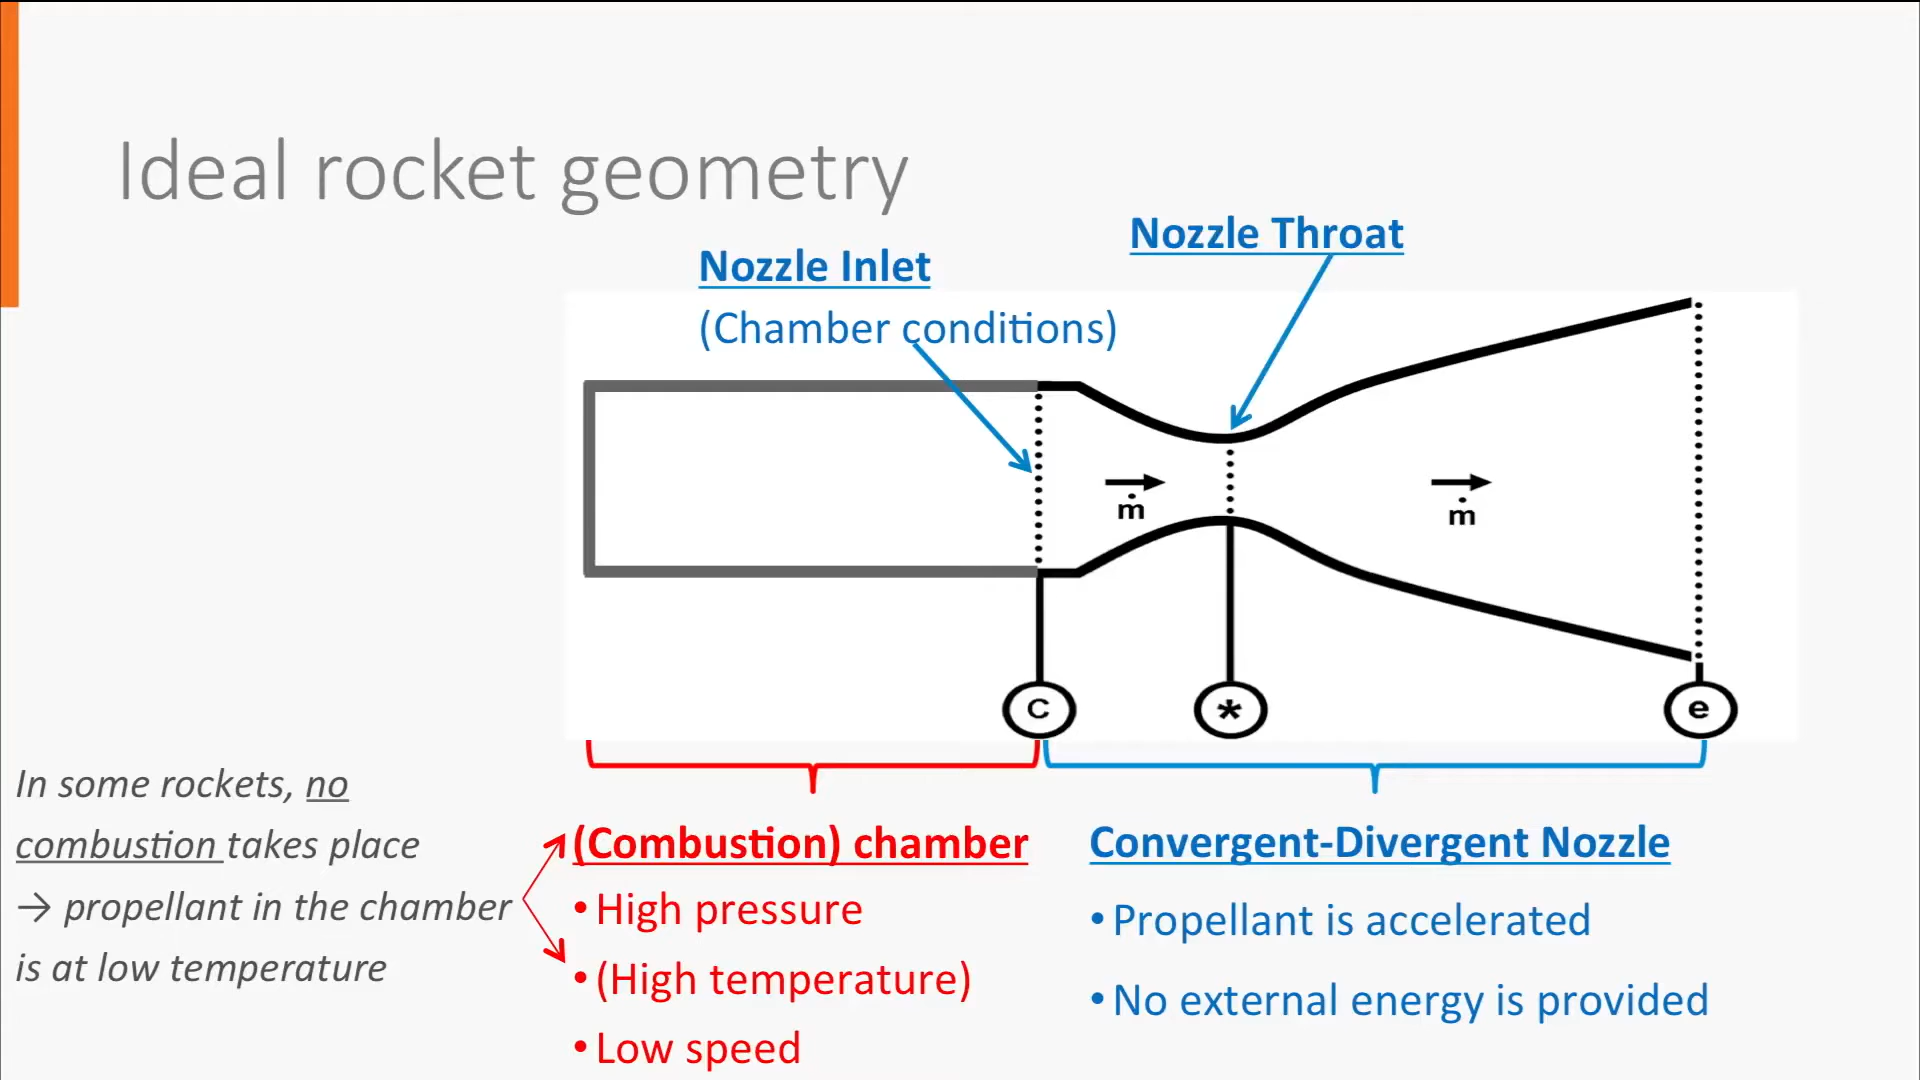 Ideal rocket geometry
Nozzle Throat
Nozzle Inlet
(Chamber conditions)
ṁ
ṁ
C
*
e
In some rockets, no
combustion takes place
→ propellant in the chamber
is at low temperature
(Combustion) chamber
•High pressure
•(High temperature)
•Low speed
Convergent-Divergent Nozzle
•Propellant is accelerated
•No external energy is provided